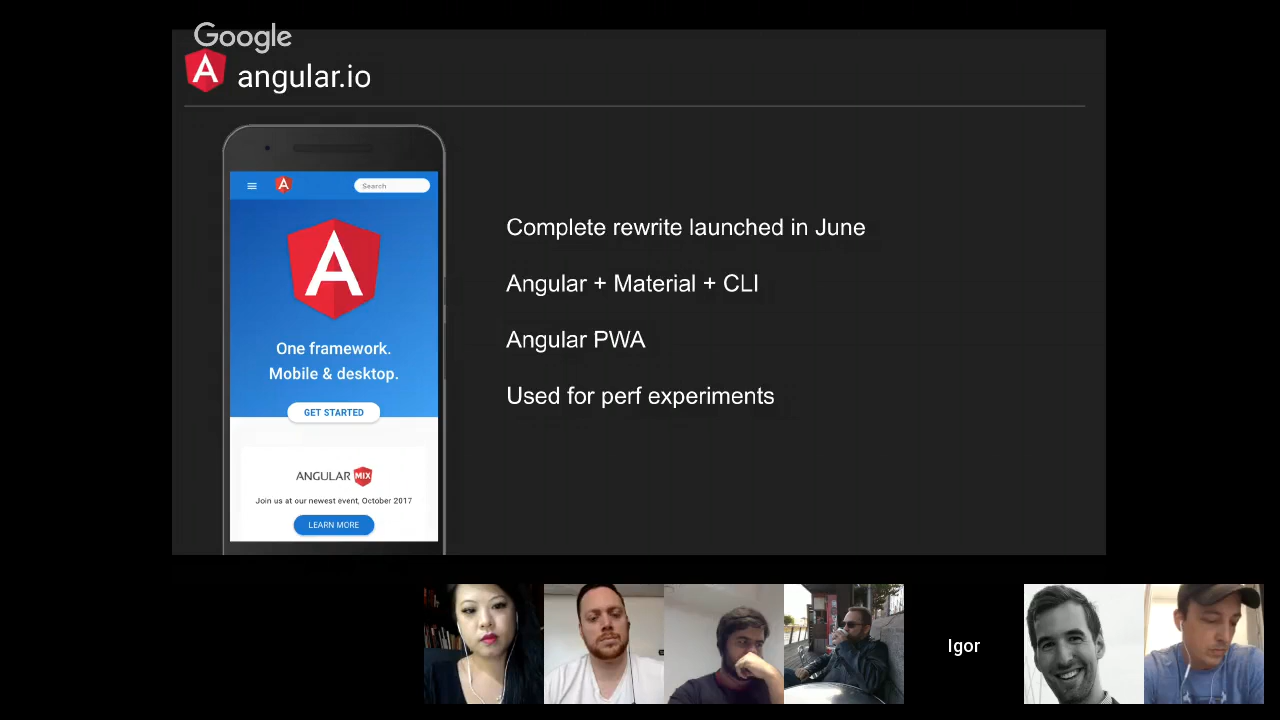 Google
angular.io
Search
One framework.
Mobile & desktop.
GET STARTED
ANGULAR MIX
Join us at our newest event, October 2017
LEARN MORE
Complete rewrite launched in June
Angular + Material + CLI
Angular PWA
Used for perf experiments
Igor